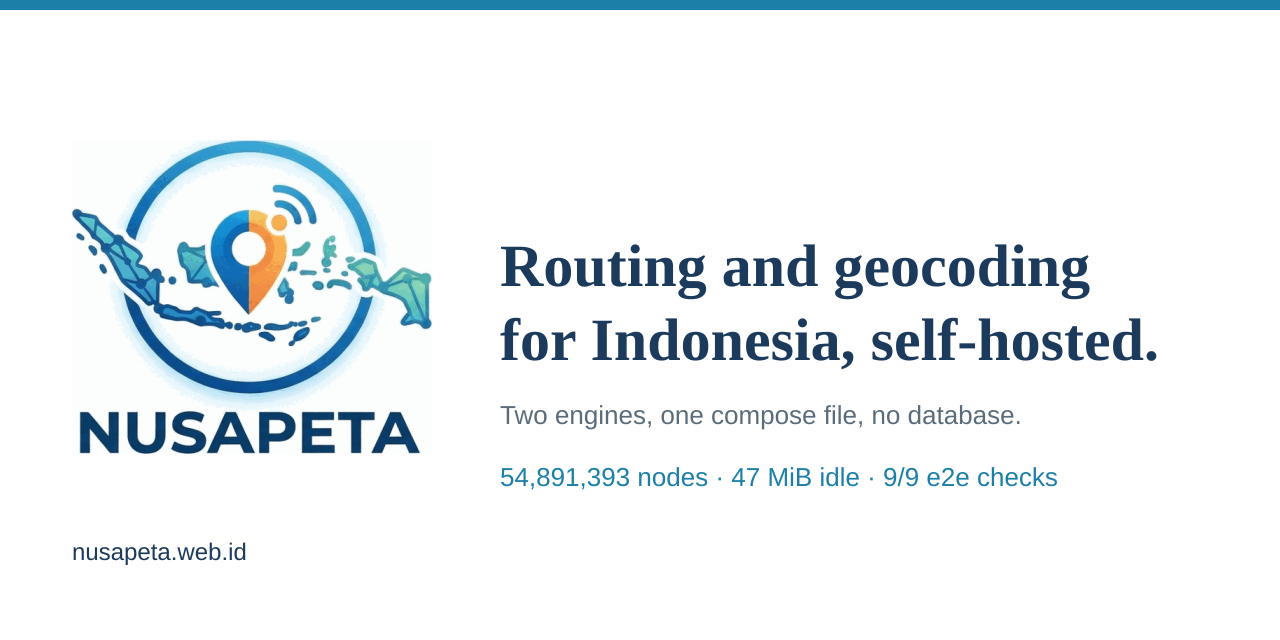 NUSAPETA
Routing and geocoding
for Indonesia, self-hosted.
Two engines, one compose file, no database.
54,891,393 nodes · 47 MiB idle · 9/9 e2e checks
nusapeta.web.id